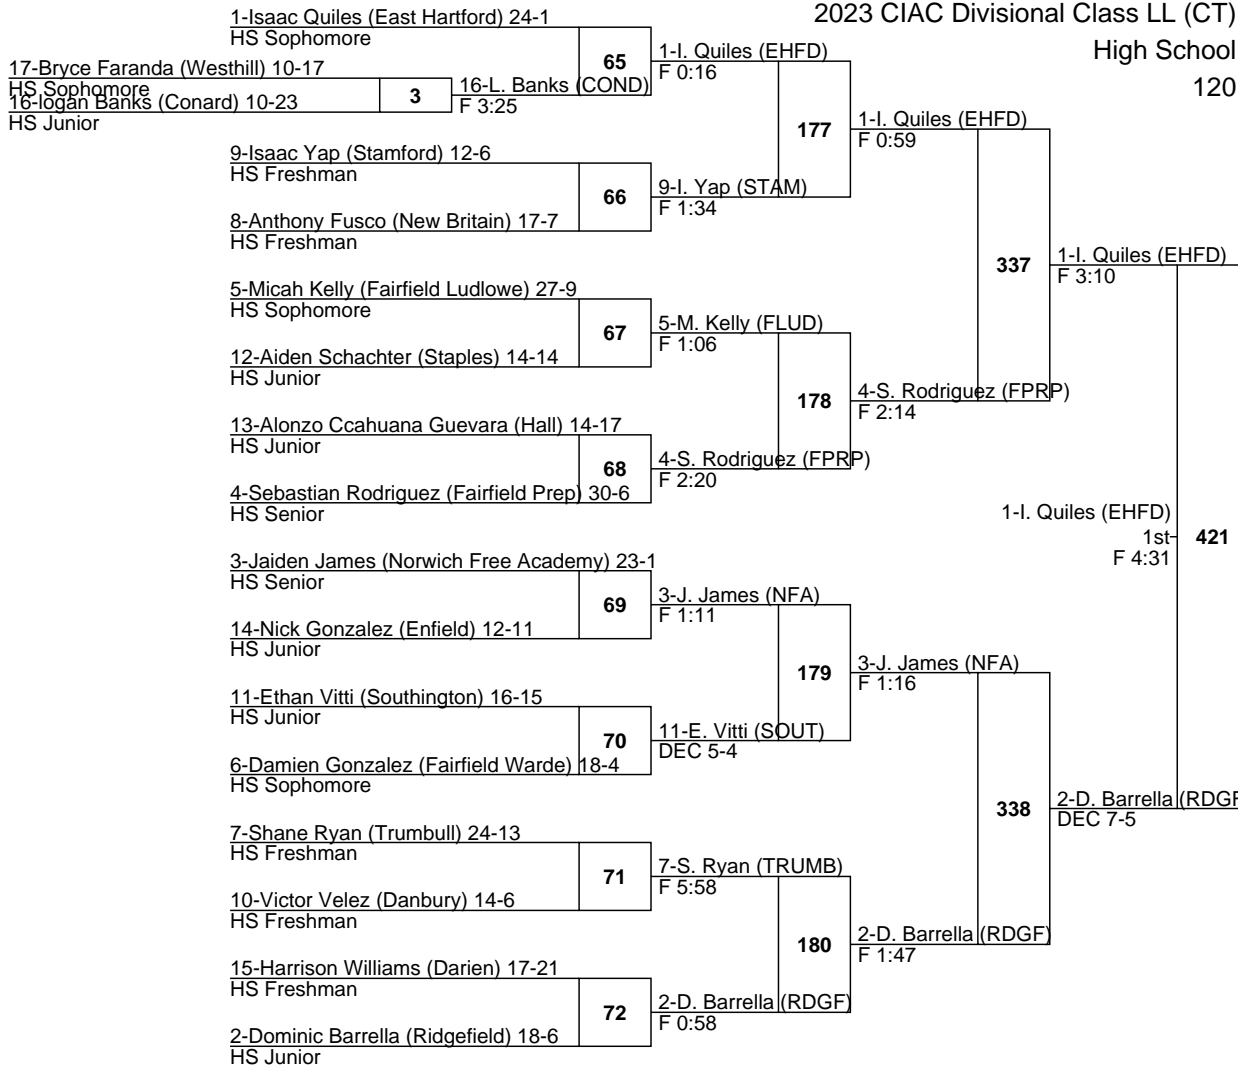 2023 CIAC Divisional Class LL (CT)
High School
120
1-Isaac Quiles (East Hartford) 24-1
HS Sophomore
17-Bryce Faranda (Westhill) 10-17
HS Sophomore
16-logan Banks (Conard) 10-23
HS Junior
3
16-L. Banks (COND)
F 3:25
65
1-I. Quiles (EHFD)
F 0:16
9-Isaac Yap (Stamford) 12-6
HS Freshman
8-Anthony Fusco (New Britain) 17-7
HS Freshman
66
9-I. Yap (STAM)
F 1:34
177
1-I. Quiles (EHFD)
F 0:59
5-Micah Kelly (Fairfield Ludlowe) 27-9
HS Sophomore
12-Aiden Schachter (Staples) 14-14
HS Junior
67
5-M. Kelly (FLUD)
F 1:06
13-Alonzo Ccahuana Guevara (Hall) 14-17
HS Junior
4-Sebastian Rodriguez (Fairfield Prep) 30-6
HS Senior
68
4-S. Rodriguez (FPRP)
F 2:20
178
4-S. Rodriguez (FPRP)
F 2:14
337
1-I. Quiles (EHFD)
F 3:10
3-Jaiden James (Norwich Free Academy) 23-1
HS Senior
14-Nick Gonzalez (Enfield) 12-11
HS Junior
69
3-J. James (NFA)
F 1:11
11-Ethan Vitti (Southington) 16-15
HS Junior
6-Damien Gonzalez (Fairfield Warde) 18-4
HS Sophomore
70
11-E. Vitti (SOUT)
DEC 5-4
179
3-J. James (NFA)
F 1:16
7-Shane Ryan (Trumbull) 24-13
HS Freshman
10-Victor Velez (Danbury) 14-6
HS Freshman
71
7-S. Ryan (TRUMB)
F 5:58
15-Harrison Williams (Darien) 17-21
HS Freshman
2-Dominic Barrella (Ridgefield) 18-6
HS Junior
72
2-D. Barrella (RDGF)
F 0:58
180
2-D. Barrella (RDGF)
F 1:47
338
2-D. Barrella (RDGF
DEC 7-5
1-I. Quiles (EHFD)
1st
F 4:31
421